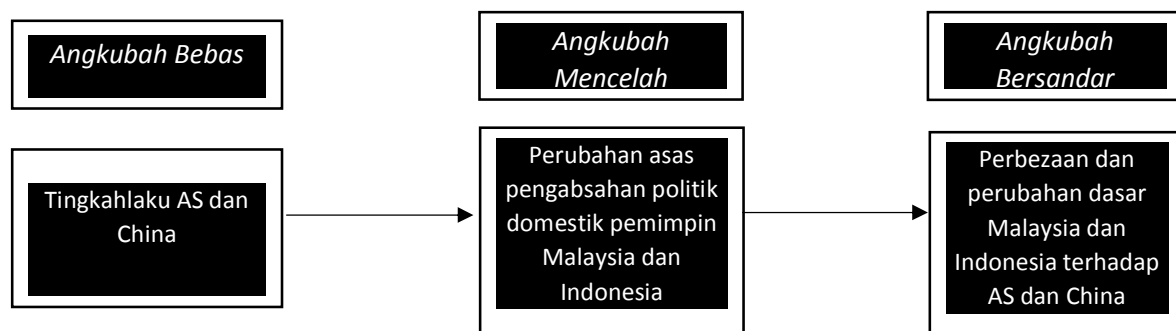 Angkubah Bebas
Angkubah
Mencelah
Angkubah
Bersandar
Tingkahlaku AS dan
China
Perubahan asas
pengabsahan politik
domestik pemimpin
Malaysia dan
Indonesia
Perbezaan dan
perubahan dasar
Malaysia dan
Indonesia terhadap
AS dan China